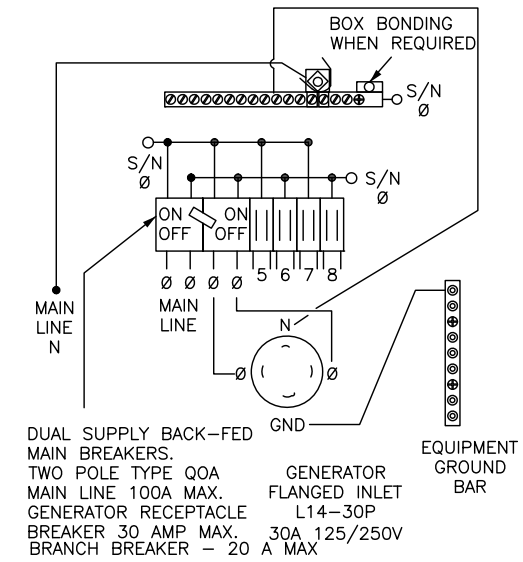 BOX BONDING
WHEN REQUIRED
S/N
Ø
S/N
Ø
S/N
Ø
ON
OFF
ON
OFF
5 6 7 8
Ø Ø Ø Ø
MAIN
LINE
MAIN
LINE
N
N
Ø
Ø
GND
DUAL SUPPLY BACK-FED
MAIN BREAKERS.
TWO POLE TYPE QOA
MAIN LINE 100A MAX.
GENERATOR RECEPTACLE
BREAKER 30 AMP MAX.
BRANCH BREAKER - 20 A MAX
GENERATOR
FLANGED INLET
L14-30P
30A 125/250V
EQUIPMENT
GROUND
BAR